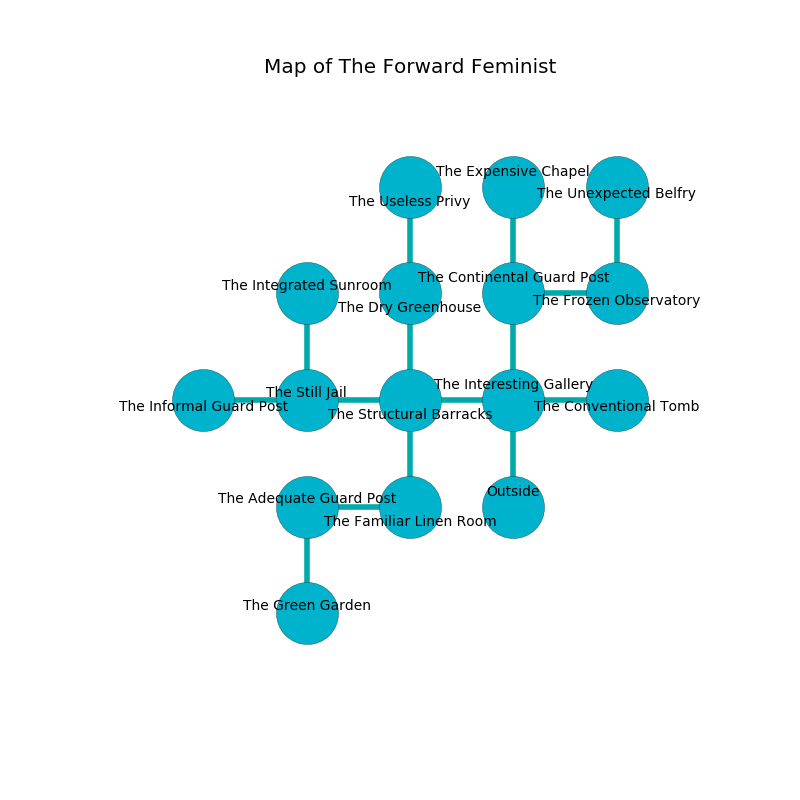 Map of The Forward Feminist
The Expensive Chapel
The Unexpected Belfry
The Useless Privy
The Continental Guard Post
The Integrated Sunroom
The Frozen Observatory
The Dry Greenhouse
The Interesting Gallery
The Still Jail
The Informal Guard Post
The Conventional Tomb
The Structural Barracks
Outside
The Adequate Guard Post
The Familiar Linen Room
The Green Garden